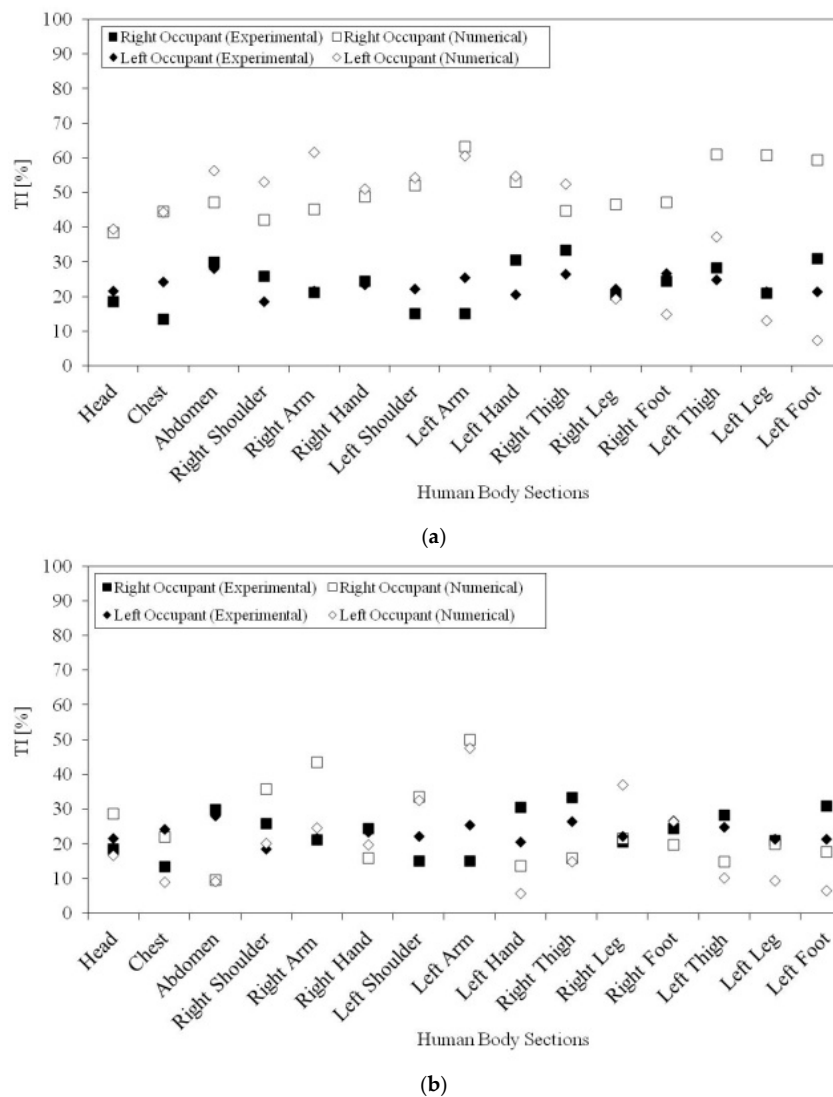 100
90
80
70
60
50
40
30
20
10
0
TI [%]
Right Occupant (Experimental) Right Occupant (Numerical)
Left Occupant (Experimental) Left Occupant (Numerical)
Head
Chest
Abdomen
Right Shoulder
Right Arm
Right Hand
Left Shoulder
Left Arm
Left Hand
Right Thigh
Right Leg
Right Foot
Left Thigh
Left Leg
Left Foot
Human Body Sections
(a)
100
90
80
70
60
50
40
30
20
10
0
TI [%]
Right Occupant (Experimental) Right Occupant (Numerical)
Left Occupant (Experimental) Left Occupant (Numerical)
Head
Chest
Abdomen
Right Shoulder
Right Arm
Right Hand
Left Shoulder
Left Arm
Left Hand
Right Thigh
Right Leg
Right Foot
Left Thigh
Left Leg
Left Foot
Human Body Sections
(b)